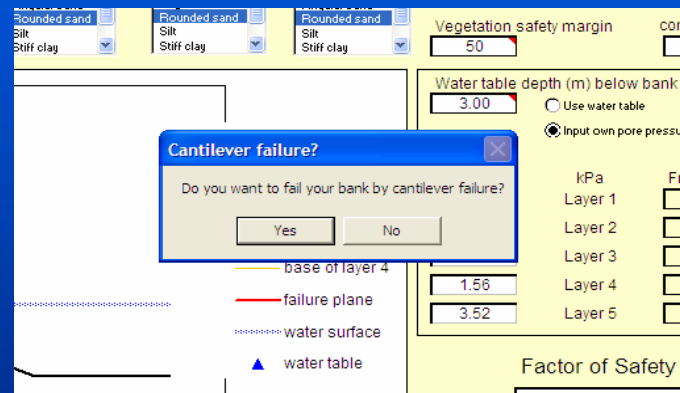 Rounded sand
Silt
Stiff clay
Rounded sand
Silt
Stiff clay
Rounded sand
Silt
Stiff clay
Vegetation safety margin
50
Water table depth (m) below bank
3.00
Use water table
Input own pore
Cantilever failure?
Do you want to fail your bank by cantilever failure?
Yes
No
kPa
Layer 1
Layer 2
Layer 3
1.56
Layer 4
3.52
Layer 5
base of layer 4
failure plane
water surface
water table
Factor of Safety